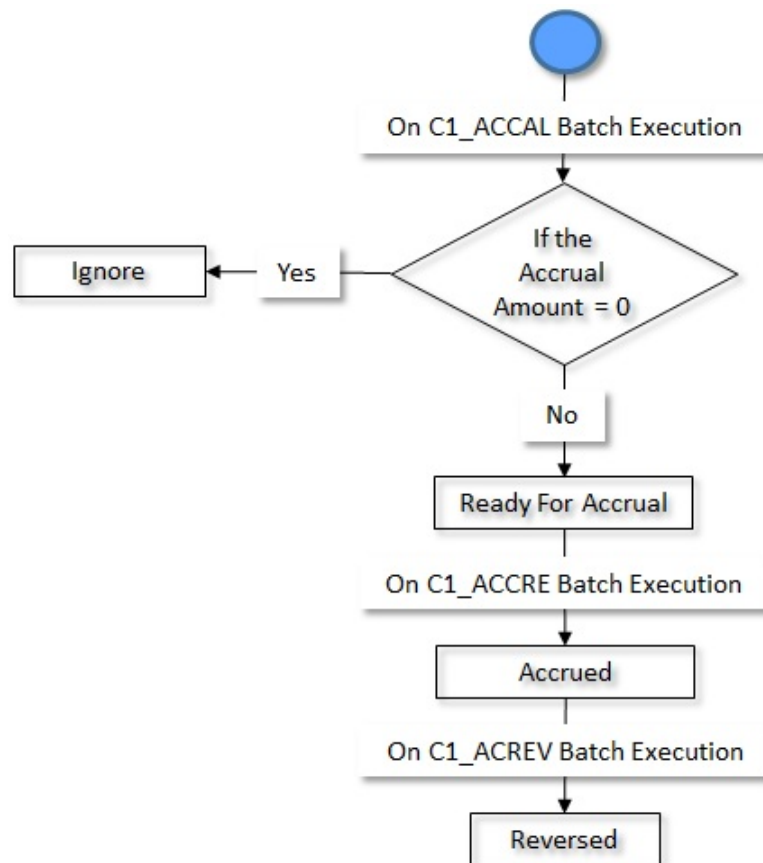 On C1_ACCAL Batch Execution
If the
Accrual
Amount = 0
Yes
Ignore
No
Ready For Accrual
On C1_ACCRE Batch Execution
Accrued
On C1_ACREV Batch Execution
Reversed